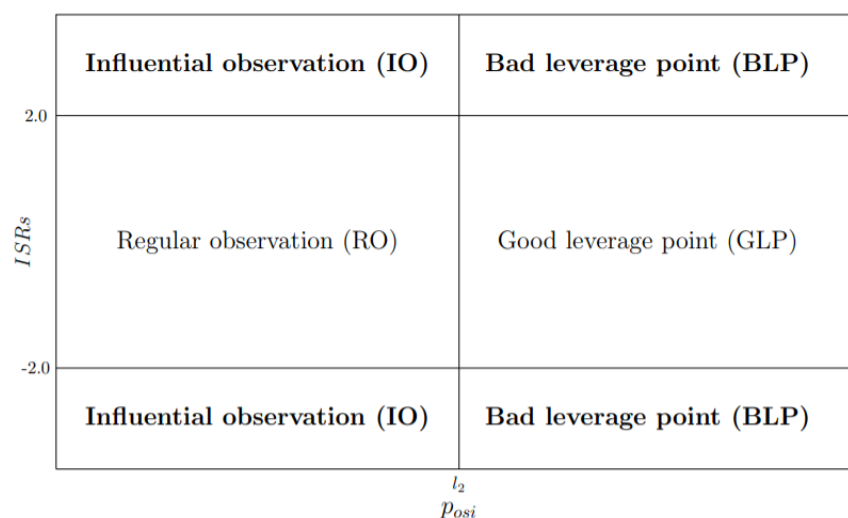 Influential observation (IO) Bad leverage point (BLP)
2.0
ISRs
Regular observation (RO) Good leverage point (GLP)
-2.0
Influential observation (IO) Bad leverage point (BLP)
l₂
pₒₛᵢ